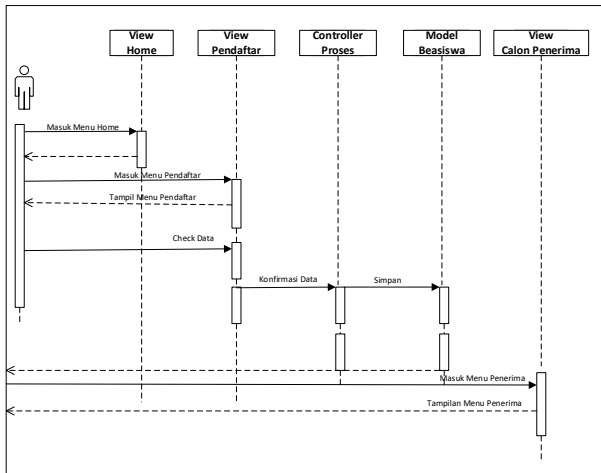 View
Home
View
Pendaftar
Controller
Proses
Model
Beasiswa
View
Calon Penerima
Masuk Menu Home
Masuk Menu Pendaftar
Tampil Menu Pendaftar
Check Data
Konfirmasi Data
Simpan
Masuk Menu Penerima
Tampilan Menu Penerima